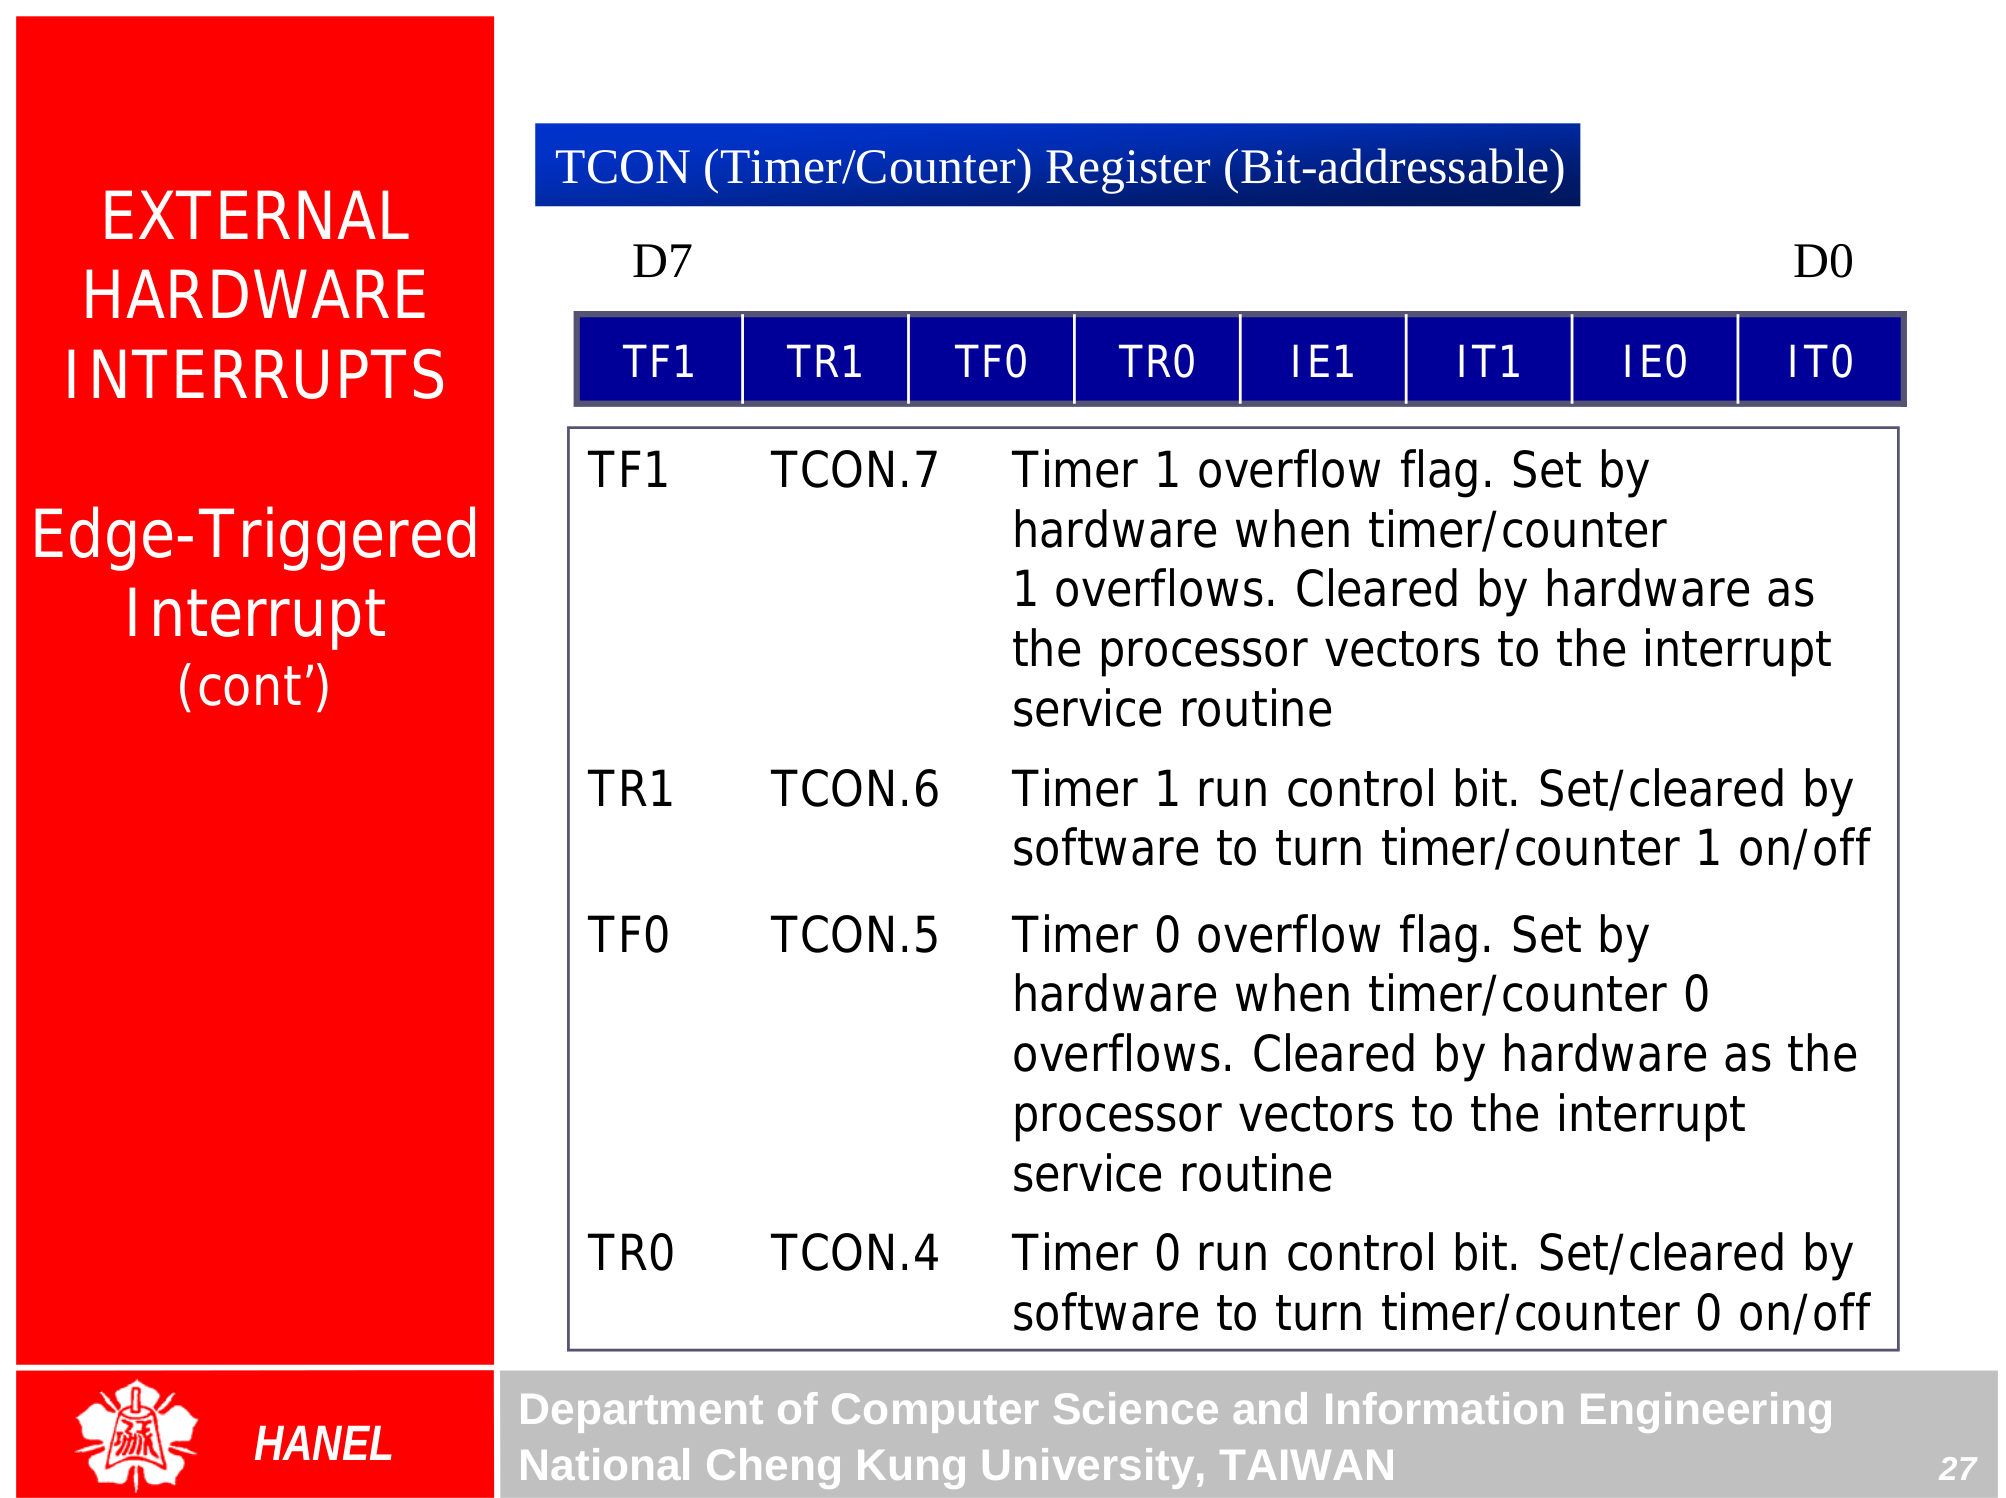 EXTERNAL
HARDWARE
INTERRUPTS
Edge-Triggered
Interrupt
(cont’)
TCON (Timer/Counter) Register (Bit-addressable)
D7 D0
TF1 TR1 TF0 TR0 IE1 IT1 IE0 IT0
TF1 TCON.7 Timer 1 overflow flag. Set by
hardware when timer/counter
1 overflows. Cleared by hardware as
the processor vectors to the interrupt
service routine
TR1 TCON.6 Timer 1 run control bit. Set/cleared by
software to turn timer/counter 1 on/off
TF0 TCON.5 Timer 0 overflow flag. Set by
hardware when timer/counter 0
overflows. Cleared by hardware as the
processor vectors to the interrupt
service routine
TR0 TCON.4 Timer 0 run control bit. Set/cleared by
software to turn timer/counter 0 on/off
HANEL
Department of Computer Science and Information Engineering
National Cheng Kung University, TAIWAN
27